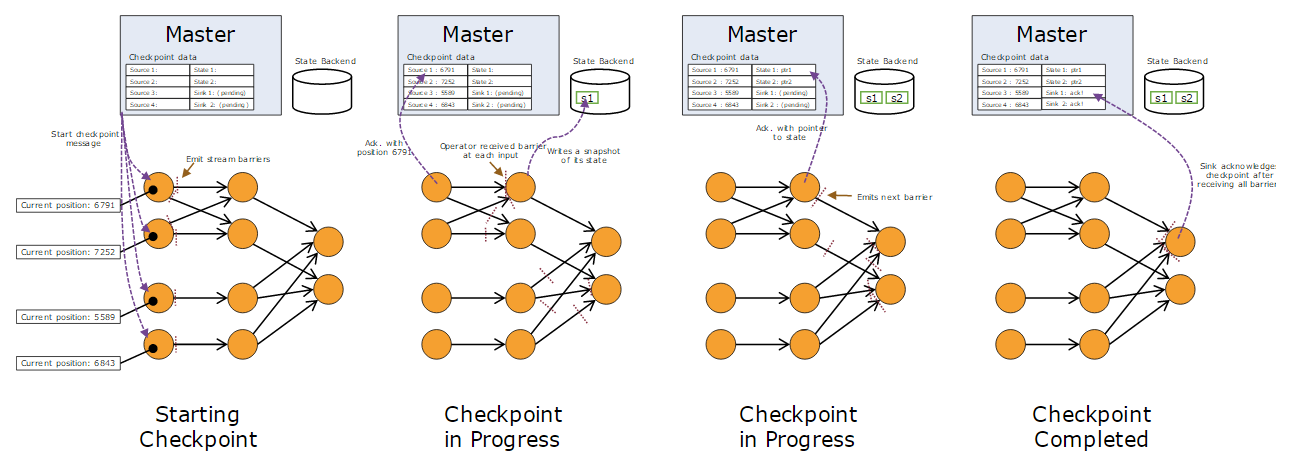 Master
Checkpoint data
Source 1: State 1:
Source 2: State 2:
Source 3: Sink 1: (pending)
Source 4: Sink 2: (pending)
State Backend
Start checkpoint
message
Emit stream barriers
Current position: 6791
Current position: 7252
Current position: 5589
Current position: 6843
Starting
Checkpoint
Master
Checkpoint data
Source 1 : 6791 State 1:
Source 2 : 7252 State 2:
Source 3 : 5589 Sink 1: (pending)
Source 4 : 6843 Sink 2: (pending)
State Backend
s1
Ack. with
position 6791
Operator received barrier
at each input
Writes a snapshot
of its state
Checkpoint
in Progress
Master
Checkpoint data
Source 1 : 6791 State 1: ptr1
Source 2 : 7252 State 2: ptr2
Source 3 : 5589 Sink 1: (pending)
Source 4 : 6843 Sink 2: (pending)
State Backend
s1 s2
Ack. with pointer
to state
Emits next barrier
Checkpoint
in Progress
Master
Checkpoint data
Source 1 : 6791 State 1: ptr1
Source 2 : 7252 State 2: ptr2
Source 3 : 5589 Sink 1: ack!
Source 4 : 6843 Sink 2: ack!
State Backend
s1 s2
Sink acknowledges
checkpoint after
receiving all barrier
Checkpoint
Completed